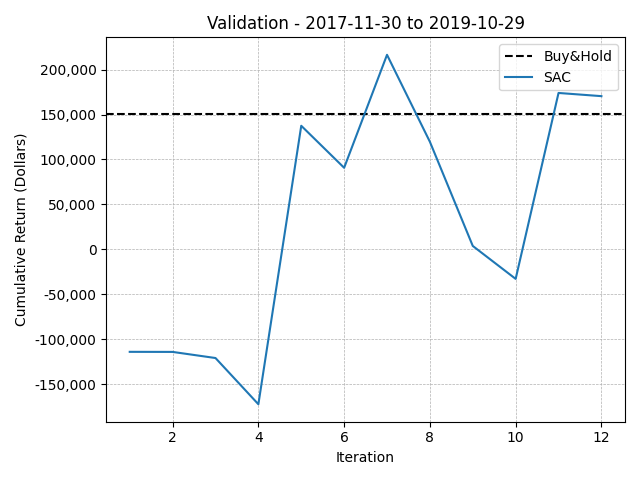 Validation - 2017-11-30 to 2019-10-29
Buy&Hold
SAC
Cumulative Return (Dollars)
200,000
150,000
100,000
50,000
0
-50,000
-100,000
-150,000
2
4
6
8
10
12
Iteration